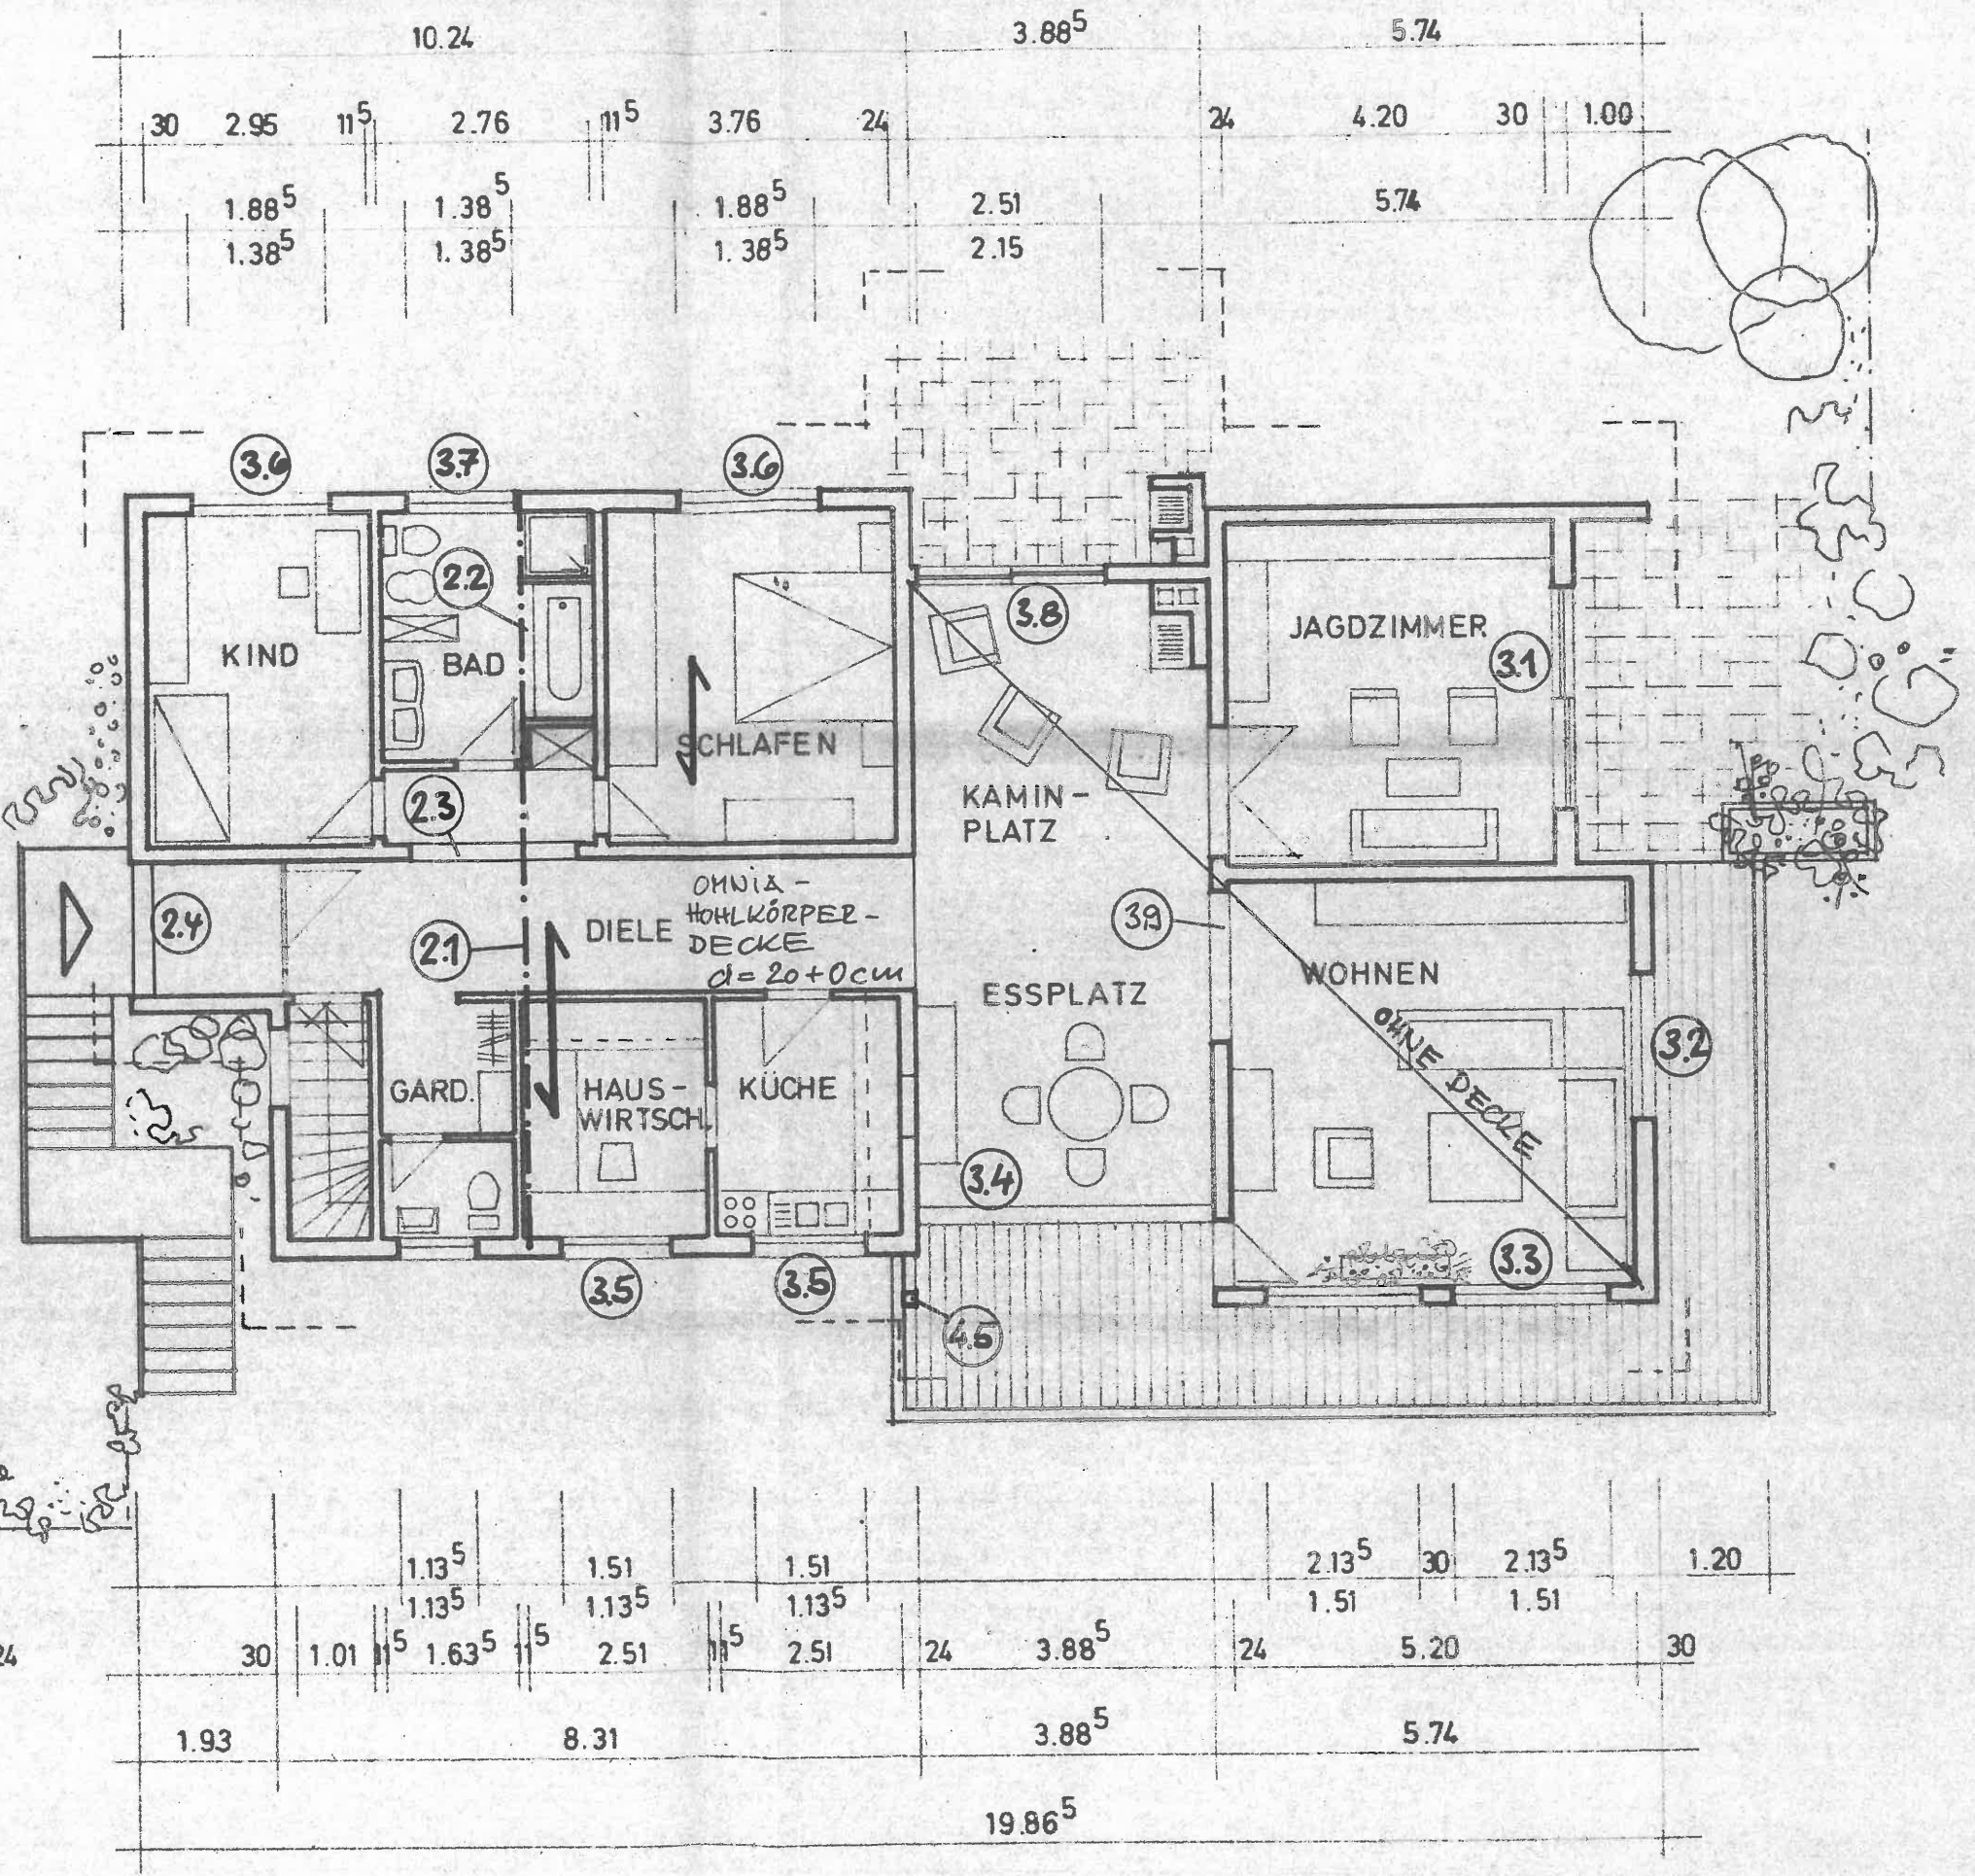 10.24 3.88⁵ 5.74
30 2.95 11⁵ 2.76 11⁵ 3.76 24 24 4.20 30 1.00
1.88⁵ 1.38⁵ 1.88⁵ 2.51 5.74
1.38⁵ 1.38⁵ 1.38⁵ 2.15
3.6 3.7 3.6
2.2
3.8
JAGDZIMMER
3.1
KIND
BAD
SCHLAFEN
2.3
KAMIN-
PLATZ
OMNIA-
HOHLKÖRPER-
DECKE
d=20+0cm
2.4
2.1
DIELE
39
ESSPLATZ
WOHNEN
OHNE DECKE
3.2
GARD.
HAUS-
WIRTSCH.
KÜCHE
3.4
3.3
3.5 3.5
4.5
1.13⁵ 1.51 1.51 2.13⁵ 30 2.13⁵ 1.20
1.13⁵ 1.13⁵ 1.13⁵ 1.51 1.51
24 30 1.01 11⁵ 1.63⁵ 11⁵ 2.51 11⁵ 2.51 24 3.88⁵ 24 5.20 30
1.93 8.31 3.88⁵ 5.74
19.86⁵